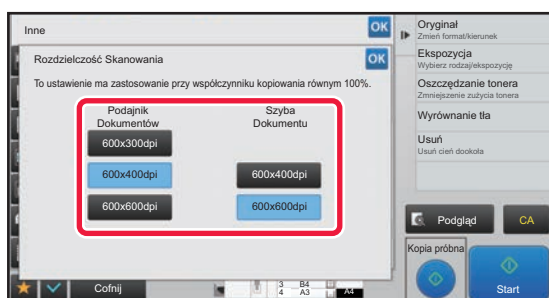 Inne
OK
Rozdzielczość Skanowania
OK
To ustawienie ma zastosowanie przy współczynniku kopiowania równym 100%.
Podajnik
Dokumentów
Szyba
Dokumentu
600x300dpi
600x400dpi
600x400dpi
600x600dpi
600x600dpi
Cofnij
3 B4
4 A3
A4
Oryginał
Zmień format/kierunek
Ekspozycja
Wybierz rodzaj/ekspozycję
Oszczędzanie tonera
Zmniejszenie zużycia tonera
Wyrównanie tła
Usuń
Usuń cień dookoła
Podgląd
CA
Kopia próbna
Start